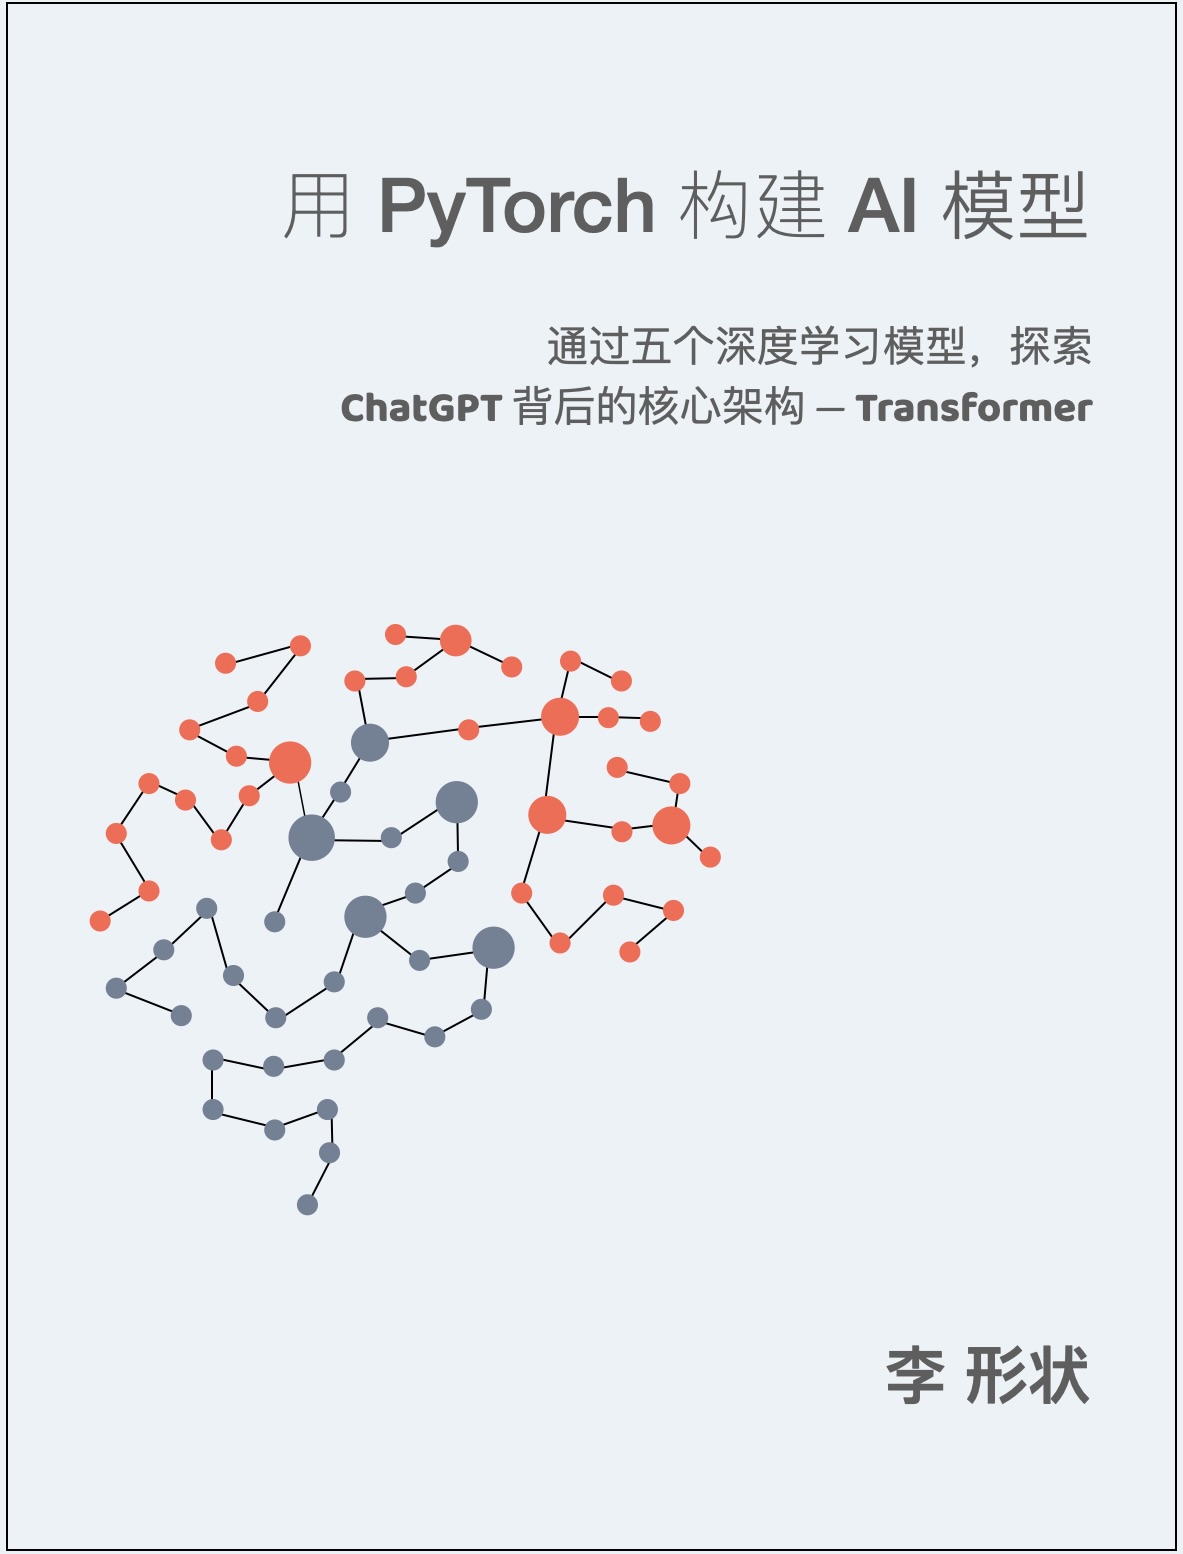 用 PyTorch 构建 AI 模型
通过五个深度学习模型，探索
ChatGPT 背后的核心架构 – Transformer
李 形状